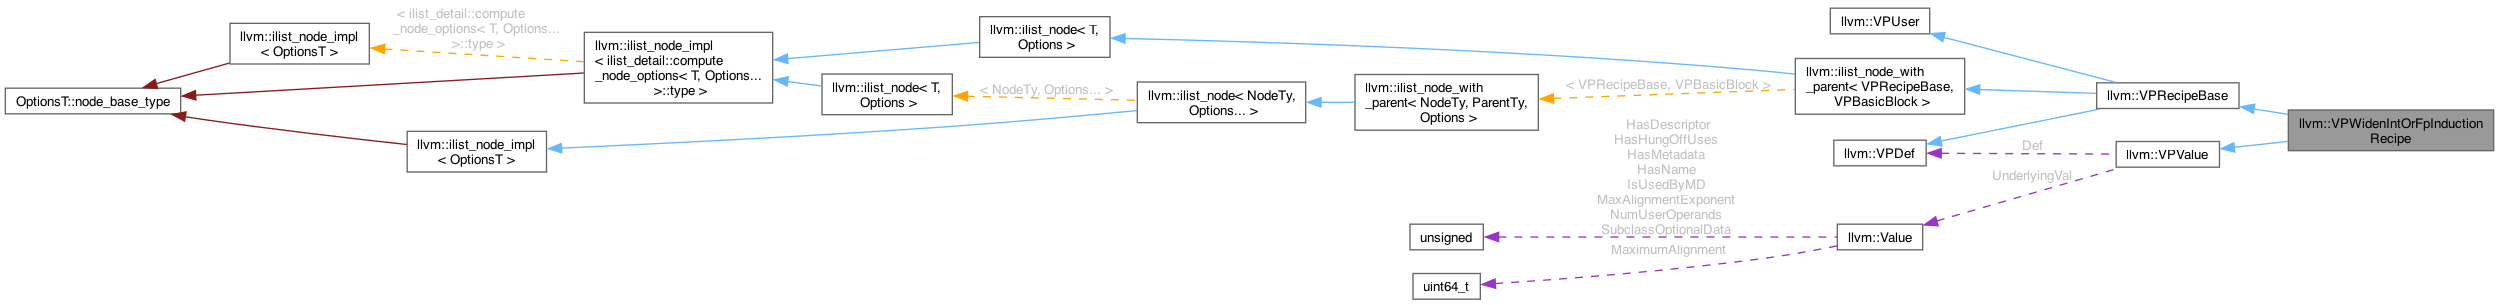 OptionsT::node_base_type
llvm::ilist_node_impl
< OptionsT >
< ilist_detail::compute
_node_options< T, Options...
>::type >
llvm::ilist_node_impl
< OptionsT >
llvm::ilist_node_impl
< ilist_detail::compute
_node_options< T, Options...
>::type >
llvm::ilist_node< T,
Options >
llvm::ilist_node< T,
Options >
< NodeTy, Options... >
llvm::ilist_node< NodeTy,
Options... >
llvm::ilist_node_with
_parent< NodeTy, ParentTy,
Options >
< VPRecipeBase, VPBasicBlock >
HasDescriptor
HasHungOffUses
HasMetadata
HasName
IsUsedByMD
MaxAlignmentExponent
NumUserOperands
SubclassOptionalData
MaximumAlignment
unsigned
uint64_t
llvm::VPUser
llvm::ilist_node_with
_parent< VPRecipeBase,
VPBasicBlock >
llvm::VPDef
llvm::Value
Def
UnderlyingVal
llvm::VPRecipeBase
llvm::VPValue
llvm::VPWidenIntOrFpInduction
Recipe